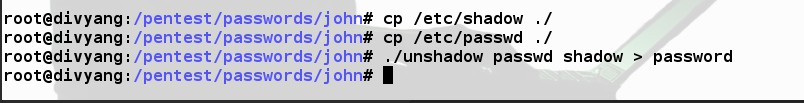 root@divyang:/pentest/passwords/john# cp /etc/shadow ./
root@divyang:/pentest/passwords/john# cp /etc/passwd ./
root@divyang:/pentest/passwords/john# ./unshadow passwd shadow > password
root@divyang:/pentest/passwords/john#